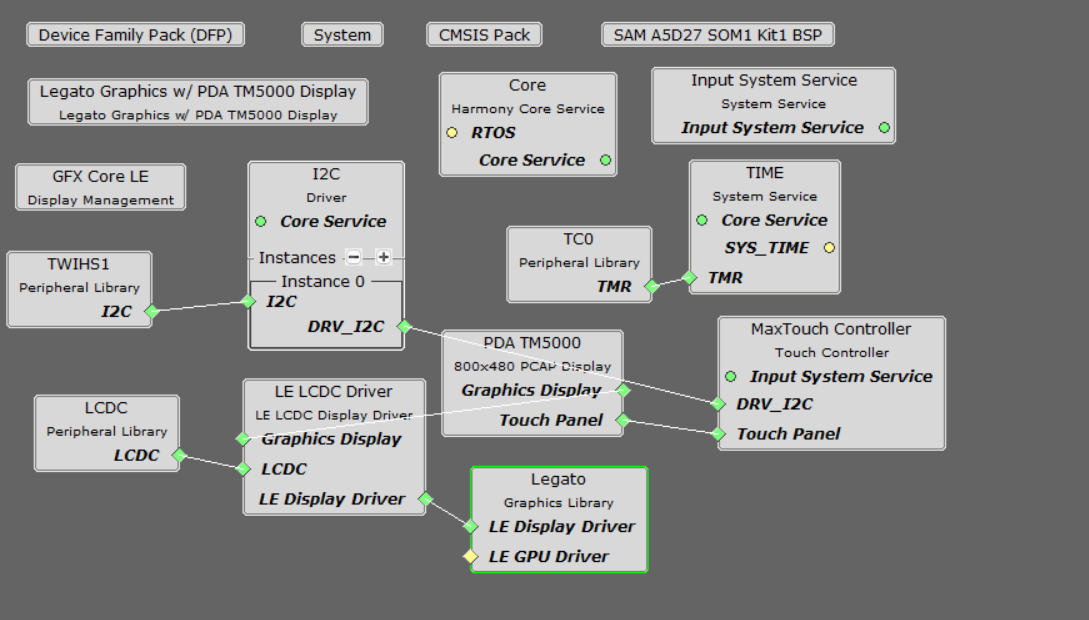 Device Family Pack (DFP)
System
CMSIS Pack
SAM A5D27 SOM1 Kit1 BSP
Legato Graphics w/ PDA TM5000 Display
Legato Graphics w/ PDA TM5000 Display
Core
Harmony Core Service
RTOS
Core Service
Input System Service
System Service
Input System Service
GFX Core LE
Display Management
I2C
Driver
Core Service
Instances
Instance 0
I2C
DRV_I2C
TIME
System Service
Core Service
SYS_TIME
TMR
TC0
Peripheral Library
TMR
TWIHS1
Peripheral Library
I2C
PDA TM5000
800x480 PCAP Display
Graphics Display
Touch Panel
MaxTouch Controller
Touch Controller
Input System Service
DRV_I2C
Touch Panel
LCDC
Peripheral Library
LCDC
LE LCDC Driver
LE LCDC Display Driver
Graphics Display
LCDC
LE Display Driver
Legato
Graphics Library
LE Display Driver
LE GPU Driver